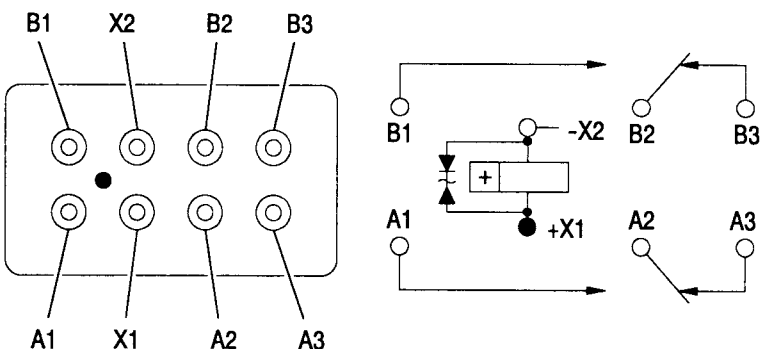 B1 X2 B2 B3
A1 X1 A2 A3
B1 B2 B3
-X2
+
+X1
A1 A2 A3